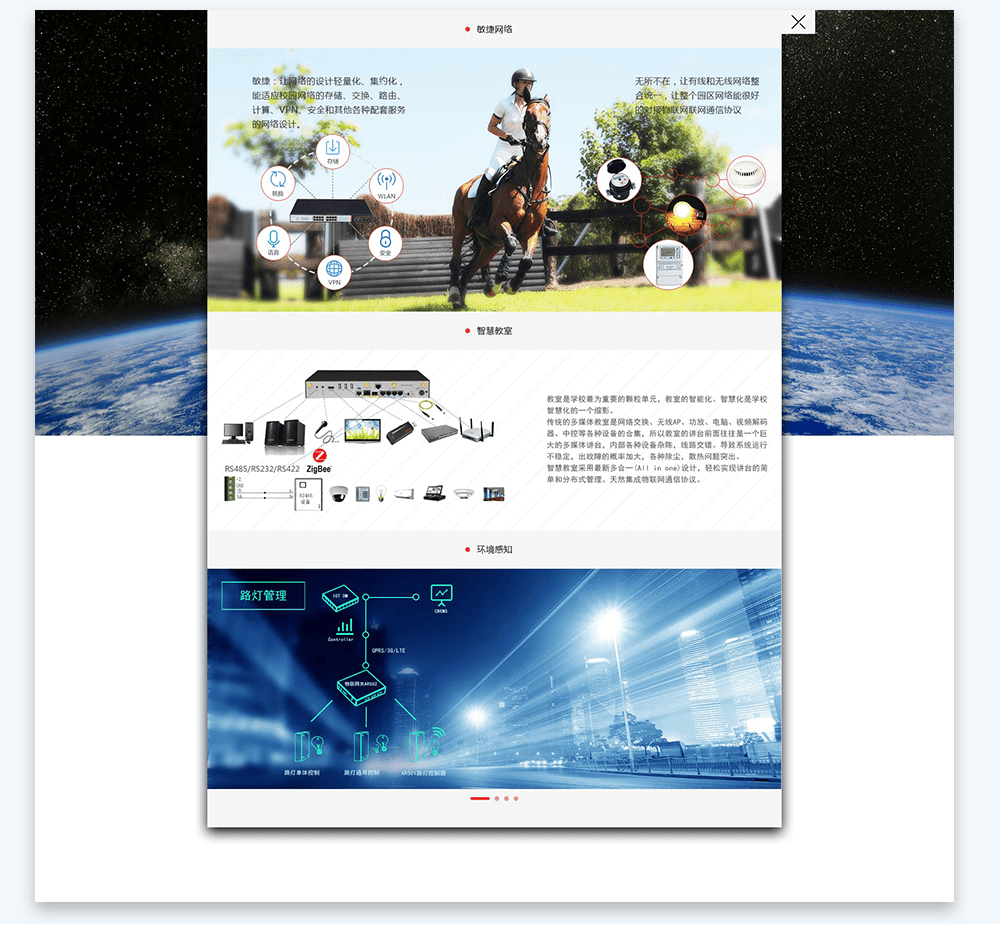 敏捷网络
敏捷：让网络的设计轻量化、集约化，
能适应校园网络的存储、交换、路由、
计算、VPN、安全和其他各种配套服务
的网络设计。
无所不在，让有线和无线网络整
合统一，让整个园区网络能很好
的对接物联网联网通信协议
存储
转换
WLAN
语音
安全
VPN
智慧教室
教室是学校最为重要的颗粒单元，教室的智能化、智慧化是学校
智慧化的一个缩影。
传统的多媒体教室是网络交换、无线AP、功放、电脑、视频解码
器、中控等各种设备的合集，所以教室的讲台前面往往是一个巨
大的多媒体讲台，内部各种设备杂陈，线路交错。导致系统运行
不稳定，出故障的概率加大，各种除尘，散热问题突出。
智慧教室采用最新多合一(All in one)设计，轻松实现讲台的简
单和分布式管理、天然集成物联网通信协议。
RS485/RS232/RS422
ZigBee
RS485
设备
环境感知
路灯管理
IOT DM
Controller
GPRS/3G/LTE
物联网关AR502
路灯单体控制
路灯通用控制
AR501路灯控制器